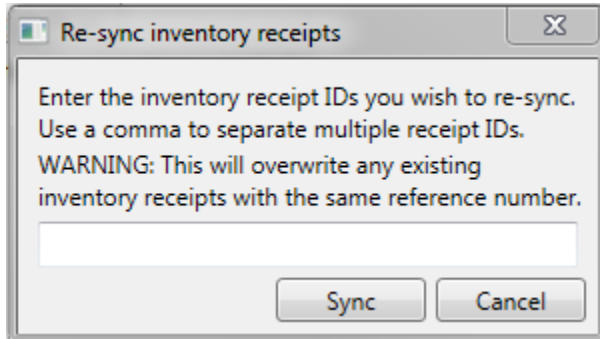 Re-sync inventory receipts
Enter the inventory receipt IDs you wish to re-sync.
Use a comma to separate multiple receipt IDs.
WARNING: This will overwrite any existing
inventory receipts with the same reference number.
Sync Cancel